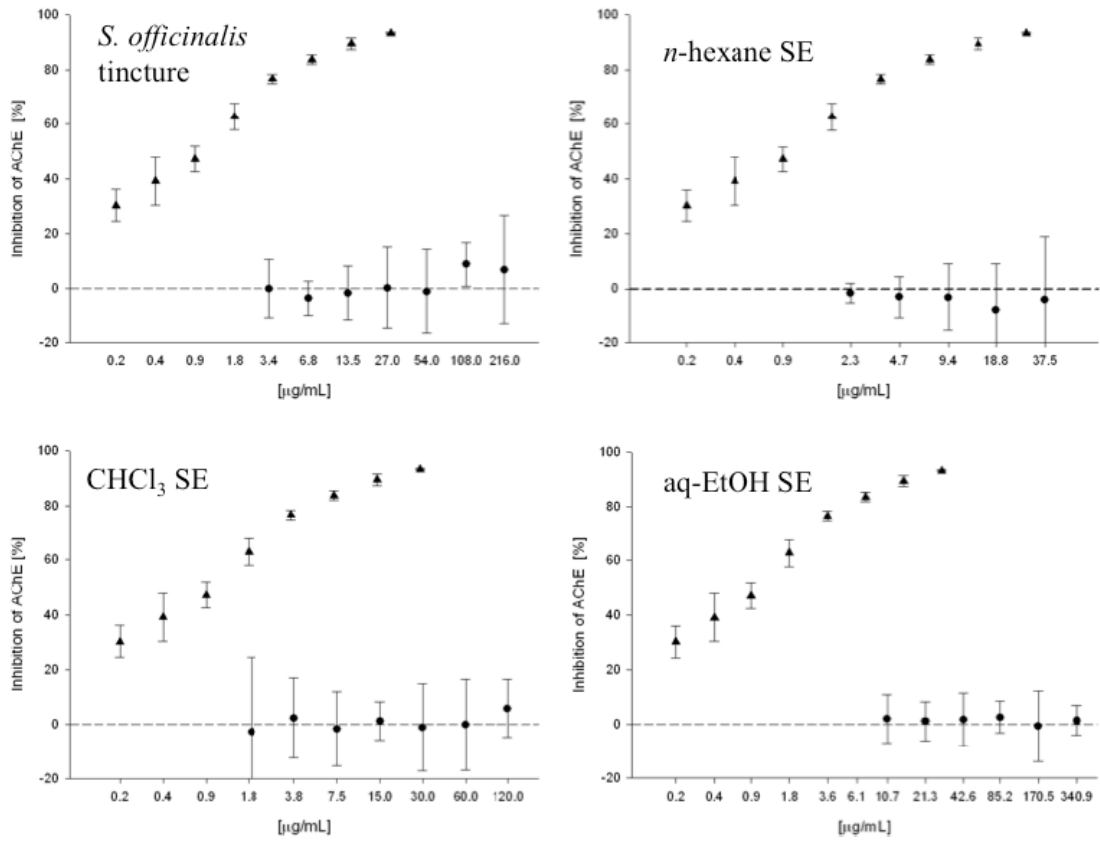 S. officinalis
tincture
100
80
60
40
20
0
-20
Inhibition of AChE [%]
0.2 0.4 0.9 1.8 3.4 6.8 13.5 27.0 54.0 108.0 216.0
[µg/mL]
n-hexane SE
100
80
60
40
20
0
-20
Inhibition of AChE [%]
0.2 0.4 0.9 2.3 4.7 9.4 18.8 37.5
[µg/mL]
CHCl₃ SE
100
80
60
40
20
0
-20
Inhibition of AChE [%]
0.2 0.4 0.9 1.8 3.8 7.5 15.0 30.0 60.0 120.0
[µg/mL]
aq-EtOH SE
100
80
60
40
20
0
-20
Inhibition of AChE [%]
0.2 0.4 0.9 1.8 3.6 6.1 10.7 21.3 42.6 85.2 170.5 340.9
[µg/mL]